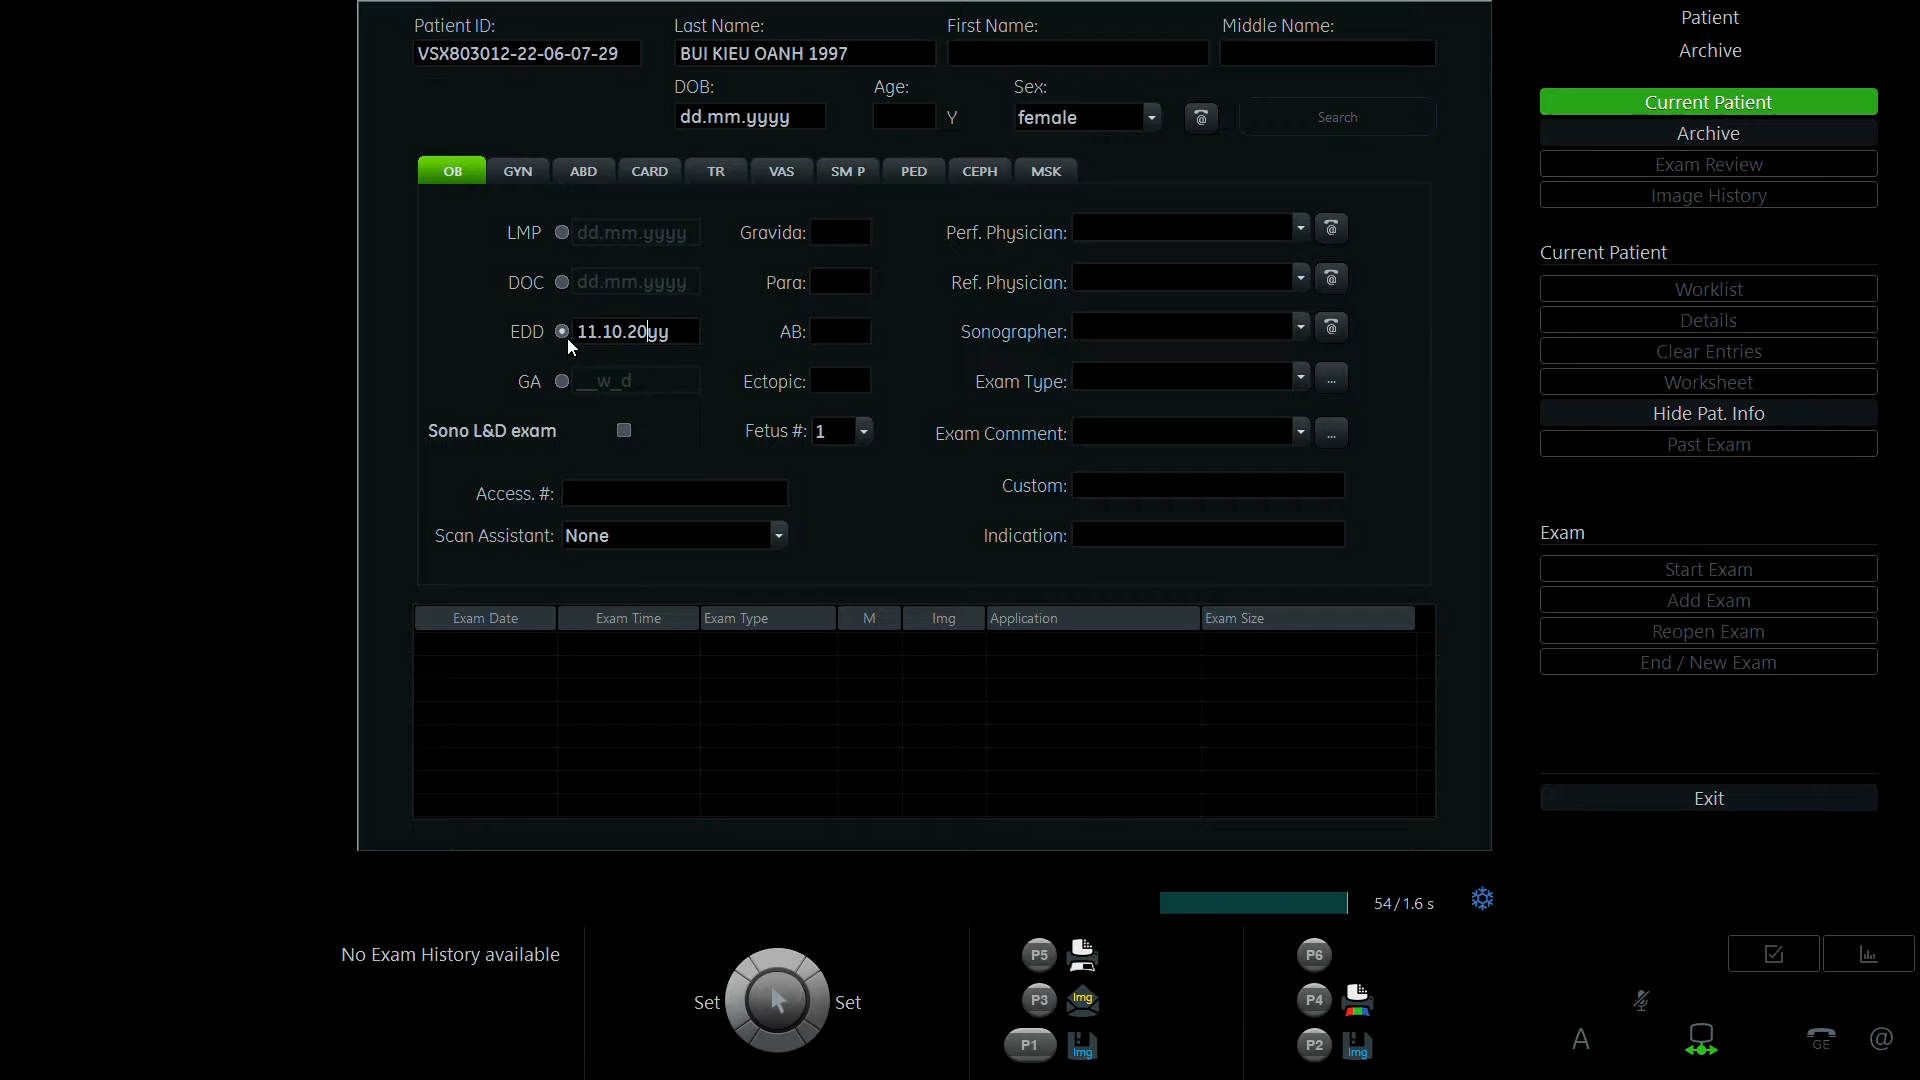 Patient ID: Last Name: First Name: Middle Name:
VSX803012-22-06-07-29 BUI KIEU OANH 1997
DOB: Age: Sex:
dd.mm.yyyy Y female @ Search
OB GYN ABD CARD TR VAS SM P PED CEPH MSK
LMP dd.mm.yyyy Gravida: Perf. Physician: @
DOC dd.mm.yyyy Para: Ref. Physician: @
EDD 11.10.20yy AB: Sonographer: @
GA __w_d Ectopic: Exam Type: ...
Sono L&D exam Fetus #: 1 Exam Comment: ...
Access. #: Custom:
Scan Assistant: None Indication:
Exam Date Exam Time Exam Type M Img Application Exam Size
Patient
Archive
Current Patient
Archive
Exam Review
Image History
Current Patient
Worklist
Details
Clear Entries
Worksheet
Hide Pat. Info
Past Exam
Exam
Start Exam
Add Exam
Reopen Exam
End / New Exam
Exit
54/1.6 s
No Exam History available
Set Set
P5 P6
P3 Img P4
P1 Img P2 Img
A GE @